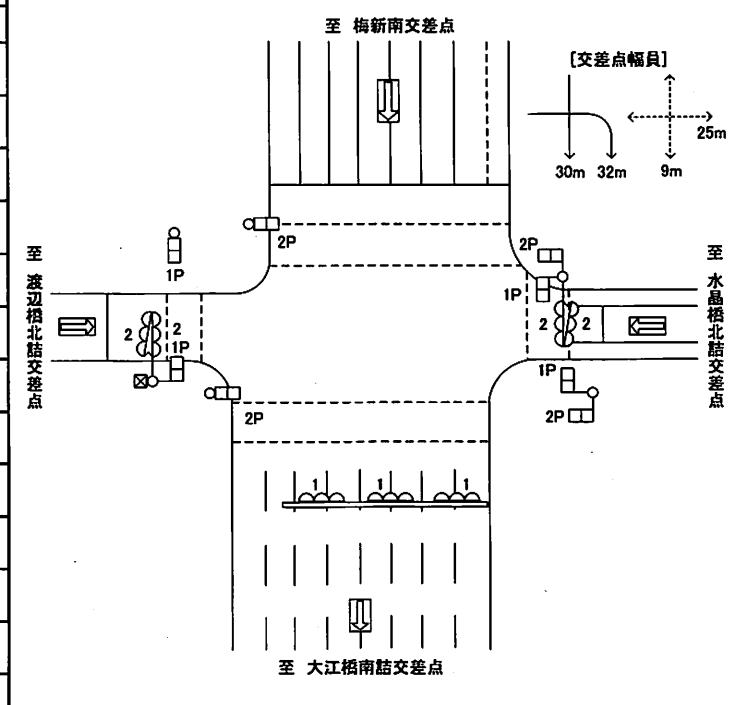 至 梅新南交差点
[交差点幅員]
25m
30m 32m 9m
2P
1P
2P
1P
至 渡辺橋北詰交差点
至 水晶橋北詰交差点
2 2
1P
2 2
1P
2P
2P
1 1 1
至 大江橋南詰交差点